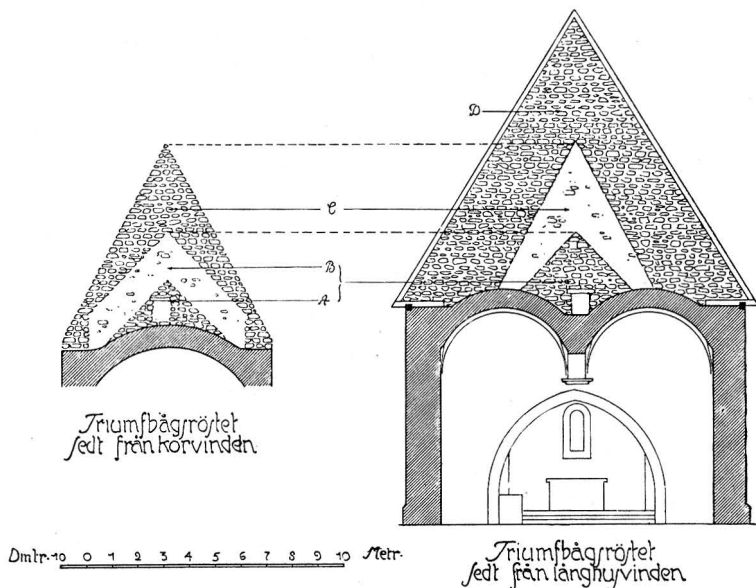 D
C
B
A
Triumfbågsröstet
sedt från korvinden
Dmtr. 10 0 1 2 3 4 5 6 7 8 9 10 Metr.
Triumfbågsröstet
sedt från långhusvinden